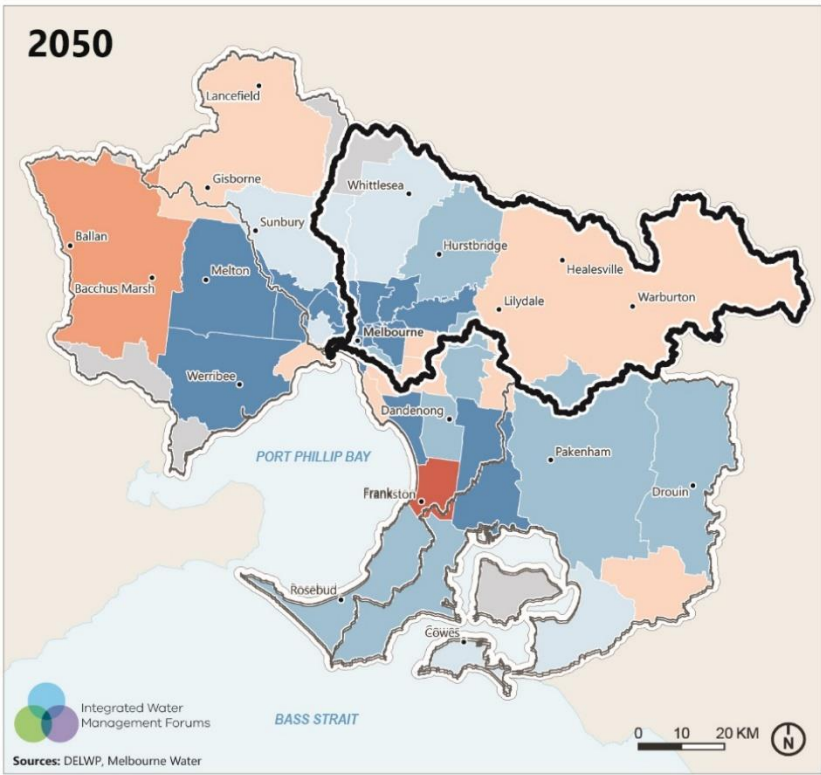 2050
Lancefield
Whittlesea
Gisborne
Sunbury
Hurstbridge
Ballan
Healesville
Melton
Bacchus Marsh
Lilydale
Warburton
Melbourne
Werribee
Dandenong
PORT PHILLIP BAY
Pakenham
Drouin
Frankston
Rosebud
Cowes
Integrated Water
Management Forums
BASS STRAIT
0 10 20 KM
N
Sources: DELWP, Melbourne Water